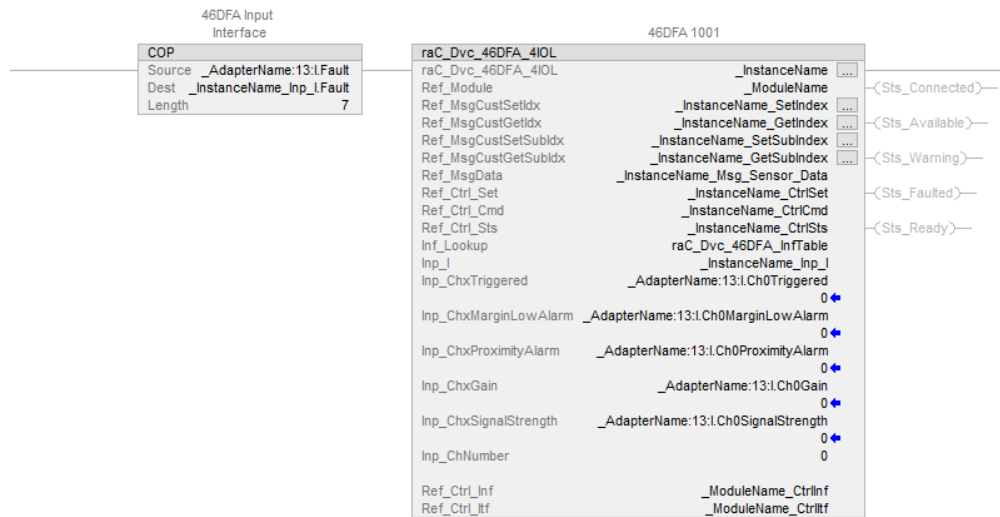 46DFA Input
Interface
COP
Source _AdapterName:13:I.Fault
Dest _InstanceName_Inp_I.Fault
Length 7
46DFA 1001
raC_Dvc_46DFA_4IOL
raC_Dvc_46DFA_4IOL _InstanceName ...
Ref_Module _ModuleName (Sts_Connected)
Ref_MsgCustSetIdx _InstanceName_SetIndex ...
Ref_MsgCustGetIdx _InstanceName_GetIndex ... (Sts_Available)
Ref_MsgCustSetSubIdx _InstanceName_SetSubIndex ...
Ref_MsgCustGetSubIdx _InstanceName_GetSubIndex ... (Sts_Warning)
Ref_MsgData _InstanceName_Msg_Sensor_Data
Ref_Ctrl_Set _InstanceName_CtrlSet (Sts_Faulted)
Ref_Ctrl_Cmd _InstanceName_CtrlCmd
Ref_Ctrl_Sts _InstanceName_CtrlSts (Sts_Ready)
Inf_Lookup raC_Dvc_46DFA_InfTable
Inp_I _InstanceName_Inp_I
Inp_ChxTriggered _AdapterName:13:I.Ch0Triggered
0
Inp_ChxMarginLowAlarm _AdapterName:13:I.Ch0MarginLowAlarm
0
Inp_ChxProximityAlarm _AdapterName:13:I.Ch0ProximityAlarm
0
Inp_ChxGain _AdapterName:13:I.Ch0Gain
0
Inp_ChxSignalStrength _AdapterName:13:I.Ch0SignalStrength
0
Inp_ChNumber 0
Ref_Ctrl_Inf _ModuleName_CtrlInf
Ref_Ctrl_Itf _ModuleName_CtrlItf